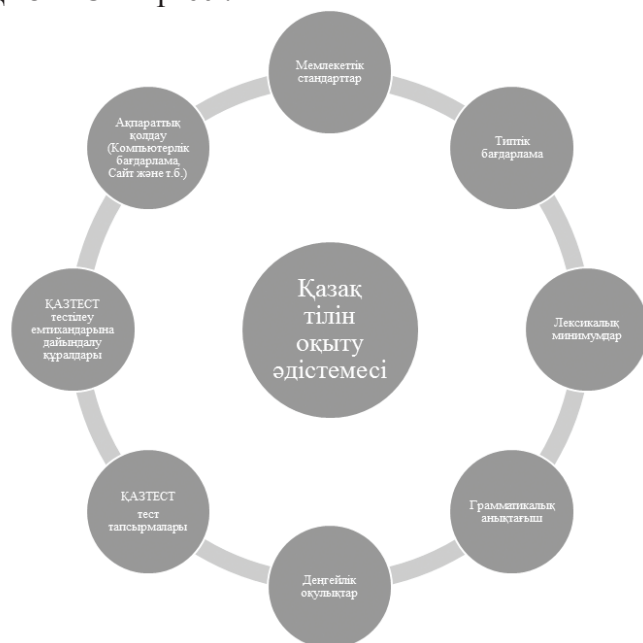 Мемлекеттік
стандарттар
Типтік
бағдарлама
Лексикалық
минимумдар
Грамматикалық
анықтағыш
Деңгейлік
оқулықтар
ҚАЗТЕСТ
тест
тапсырмалары
ҚАЗТЕСТ
тестілеу
емтихандарына
дайындалу
құралдары
Ақпараттық
қолдау
(Компьютерлік
бағдарлама,
Сайт және т.б.)
Қазақ
тілін
оқыту
әдістемесі